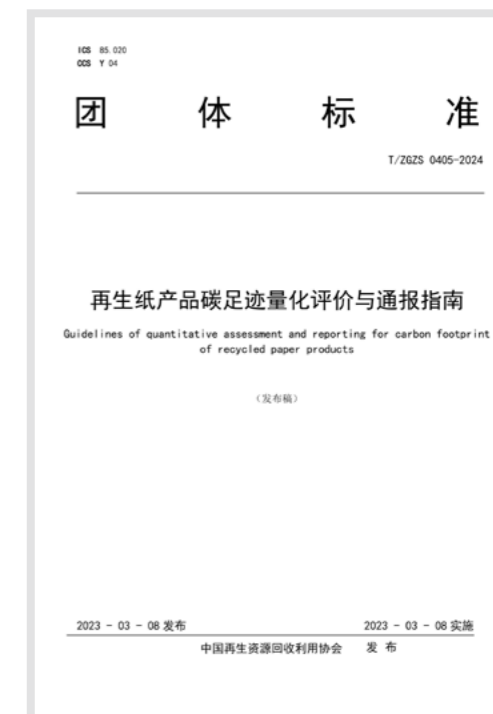 ICS 85.020
CCS Y 04
团 体 标 准
T/ZGZS 0405-2024
再生纸产品碳足迹量化评价与通报指南
Guidelines of quantitative assessment and reporting for carbon footprint
of recycled paper products
（发布稿）
2023 - 03 - 08 发布 2023 - 03 - 08 实施
中国再生资源回收利用协会 发 布